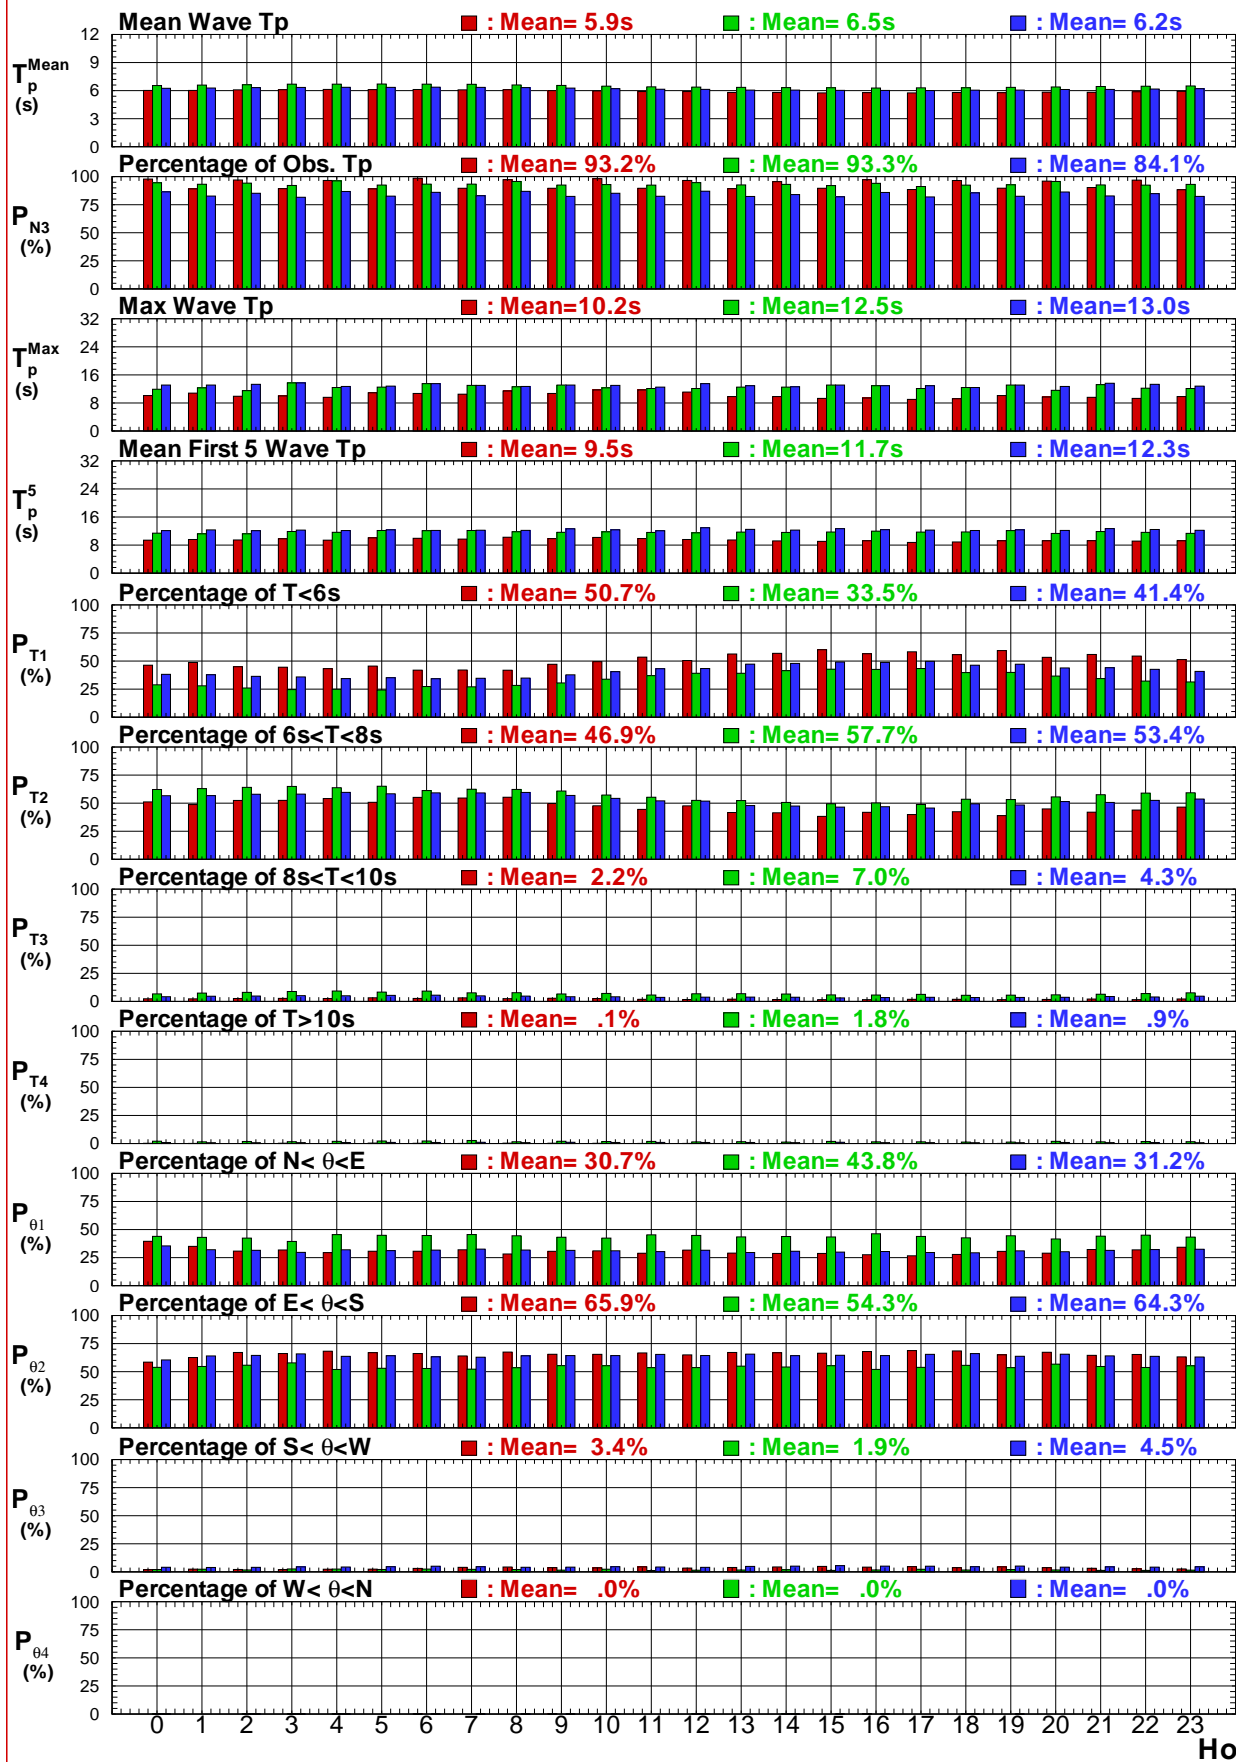 Mean Wave Tp : Mean= 5.9s : Mean= 6.5s : Mean= 6.2s
12
9
6
3
0
T_p^Mean
(s)
Percentage of Obs. Tp : Mean= 93.2% : Mean= 93.3% : Mean= 84.1%
100
75
50
25
0
P_N3
(%)
Max Wave Tp : Mean=10.2s : Mean=12.5s : Mean=13.0s
32
24
16
8
0
T_p^Max
(s)
Mean First 5 Wave Tp : Mean= 9.5s : Mean=11.7s : Mean=12.3s
32
24
16
8
0
T_p^5
(s)
Percentage of T<6s : Mean= 50.7% : Mean= 33.5% : Mean= 41.4%
100
75
50
25
0
P_T1
(%)
Percentage of 6s<T<8s : Mean= 46.9% : Mean= 57.7% : Mean= 53.4%
100
75
50
25
0
P_T2
(%)
Percentage of 8s<T<10s : Mean= 2.2% : Mean= 7.0% : Mean= 4.3%
100
75
50
25
0
P_T3
(%)
Percentage of T>10s : Mean= .1% : Mean= 1.8% : Mean= .9%
100
75
50
25
0
P_T4
(%)
Percentage of N< θ<E : Mean= 30.7% : Mean= 43.8% : Mean= 31.2%
100
75
50
25
0
P_θ1
(%)
Percentage of E< θ<S : Mean= 65.9% : Mean= 54.3% : Mean= 64.3%
100
75
50
25
0
P_θ2
(%)
Percentage of S< θ<W : Mean= 3.4% : Mean= 1.9% : Mean= 4.5%
100
75
50
25
0
P_θ3
(%)
Percentage of W< θ<N : Mean= .0% : Mean= .0% : Mean= .0%
100
75
50
25
0
P_θ4
(%)
0 1 2 3 4 5 6 7 8 9 10 11 12 13 14 15 16 17 18 19 20 21 22 23
Ho